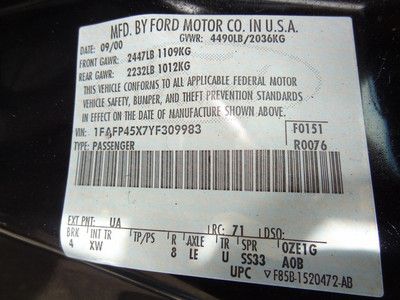 MFD. BY FORD MOTOR CO. IN U.S.A.
DATE: 09/00 GVWR: 4490LB/2036KG
FRONT GAWR: 2447LB 1109KG
REAR GAWR: 2232LB 1012KG
THIS VEHICLE CONFORMS TO ALL APPLICABLE FEDERAL MOTOR
VEHICLE SAFETY, BUMPER, AND THEFT PREVENTION STANDARDS
IN EFFECT ON THE DATE OF MANUFACTURE SHOWN ABOVE.
VIN: 1FAFP45X7YF309983 F0151
TYPE: PASSENGER R0076
EXT PNT: UA RC: 71 DSO:
BRK INT TR TP/PS R AXLE TR SPR OZE1G
4 XW 8 LE U SS33 AOB
UPC ▽F85B-1520472-AB